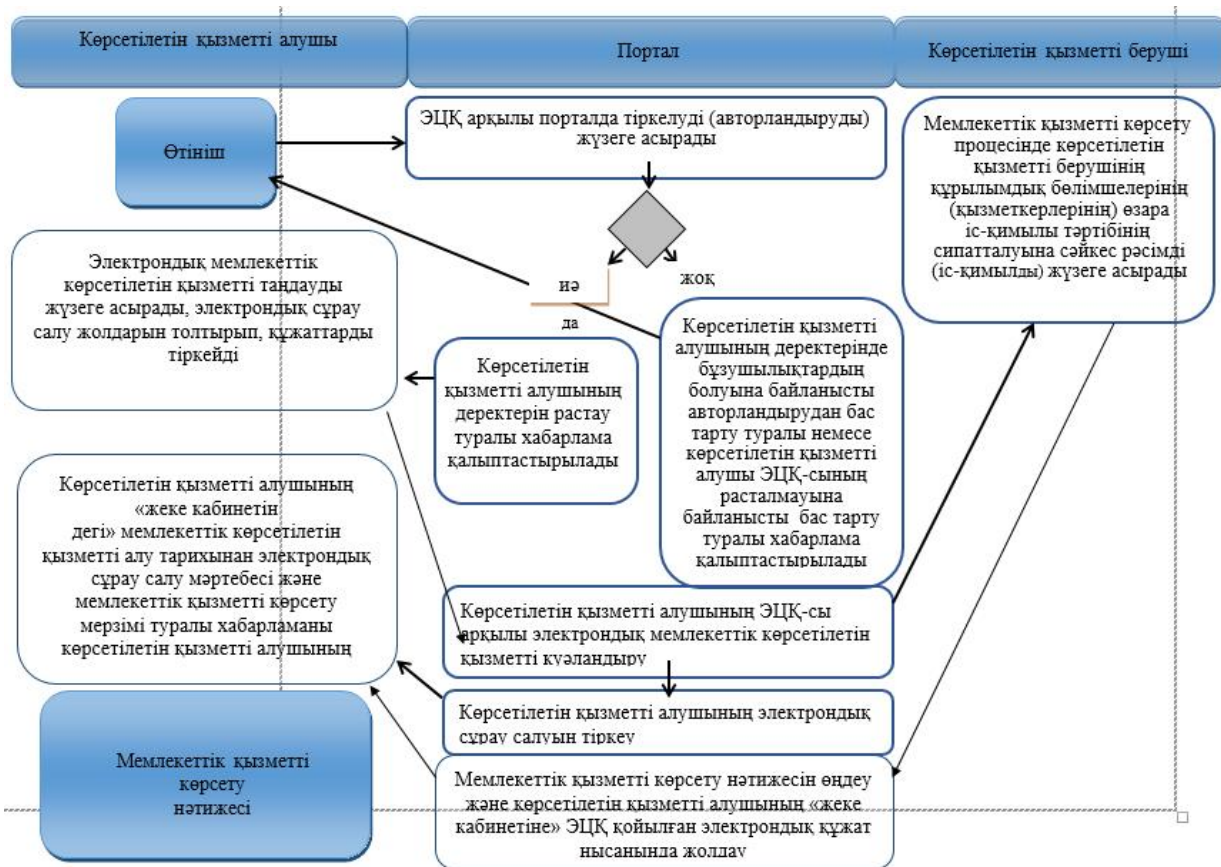 Көрсетілетін қызметті алушы
Портал
Көрсетілетін қызметті беруші
Өтініш
ЭЦҚ арқылы порталда тіркелуді (авторландыруды)
жүзеге асырады
Мемлекеттік қызметті көрсету
процесінде көрсетілетін
қызметті берушінің
құрылымдық бөлімшелерінің
(қызметкерлерінің) өзара
іс-қимылы тәртібінің
сипатталуына сәйкес рәсімді
(іс-қимылды) жүзеге асырады
иә
жоқ
да
Электрондық мемлекеттік
көрсетілетін қызметті таңдауды
жүзеге асырады, электрондық сұрау
салу жолдарын толтырып, құжаттарды
тіркейді
Көрсетілетін
қызметті алушының
деректерін растау
туралы хабарлама
қалыптастырылады
Көрсетілетін қызметті
алушының деректерінде
бұзушылықтардың
болуына байланысты
авторландырудан бас
тарту туралы немесе
көрсетілетін қызметті
алушы ЭЦҚ-сының
расталмауына
байланысты бас тарту
туралы хабарлама
қалыптастырылады
Көрсетілетін қызметті алушының
«жеке кабинетін
дегі» мемлекеттік көрсетілетін
қызметті алу тарихынан электрондық
сұрау салу мәртебесі және
мемлекеттік қызметті көрсету
мерзімі туралы хабарламаны
көрсетілетін қызметті алушының
Көрсетілетін қызметті алушының ЭЦҚ-сы
арқылы электрондық мемлекеттік көрсетілетін
қызметті куәландыру
Көрсетілетін қызметті алушының электрондық
сұрау салуын тіркеу
Мемлекеттік қызметті
көрсету
нәтижесі
Мемлекеттік қызметті көрсету нәтижесін өңдеу
және көрсетілетін қызметті алушының «жеке
кабинетіне» ЭЦҚ қойылған электрондық құжат
нысанында жолдау